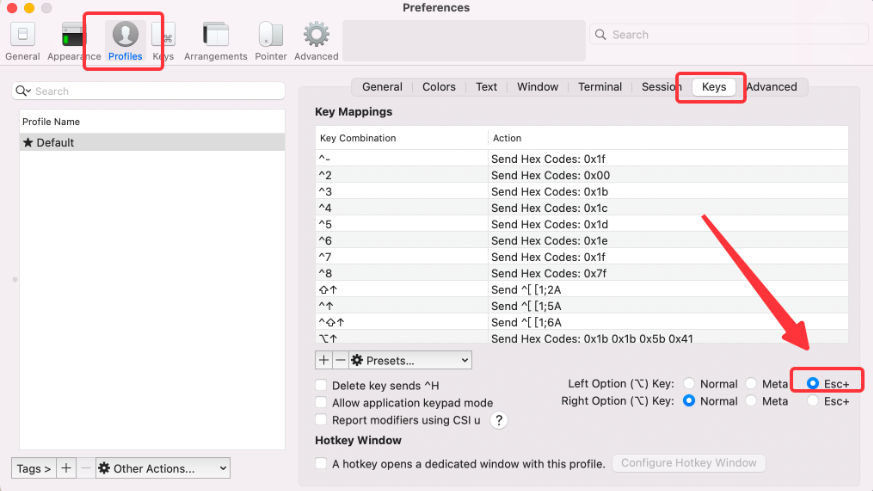 Preferences
General Appearance Profiles Keys Arrangements Pointer Advanced
Search
Search
General Colors Text Window Terminal Session Keys Advanced
Profile Name
★ Default
Key Mappings
Key Combination Action
^- Send Hex Codes: 0x1f
^2 Send Hex Codes: 0x00
^3 Send Hex Codes: 0x1b
^4 Send Hex Codes: 0x1c
^5 Send Hex Codes: 0x1d
^6 Send Hex Codes: 0x1e
^7 Send Hex Codes: 0x1f
^8 Send Hex Codes: 0x7f
⇧↑ Send ^[ [1;2A
^↑ Send ^[ [1;5A
^⇧↑ Send ^[ [1;6A
⌥↑ Send Hex Codes: 0x1b 0x1b 0x5b 0x41
+ − Presets...
Delete key sends ^H
Allow application keypad mode
Report modifiers using CSI u ?
Left Option (⌥) Key: Normal Meta Esc+
Right Option (⌥) Key: Normal Meta Esc+
Hotkey Window
A hotkey opens a dedicated window with this profile. Configure Hotkey Window
Tags > + − Other Actions...